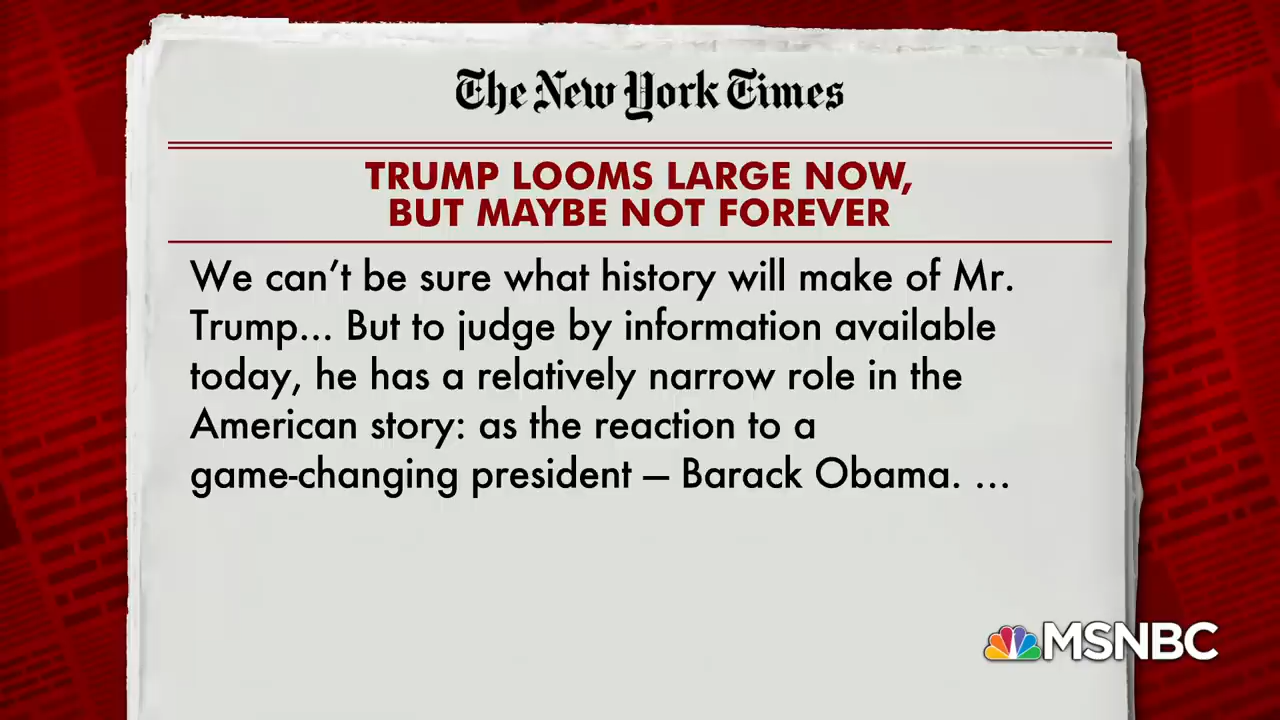 The New York Times
TRUMP LOOMS LARGE NOW,
BUT MAYBE NOT FOREVER
We can't be sure what history will make of Mr.
Trump... But to judge by information available
today, he has a relatively narrow role in the
American story: as the reaction to a
game-changing president — Barack Obama. ...
MSNBC